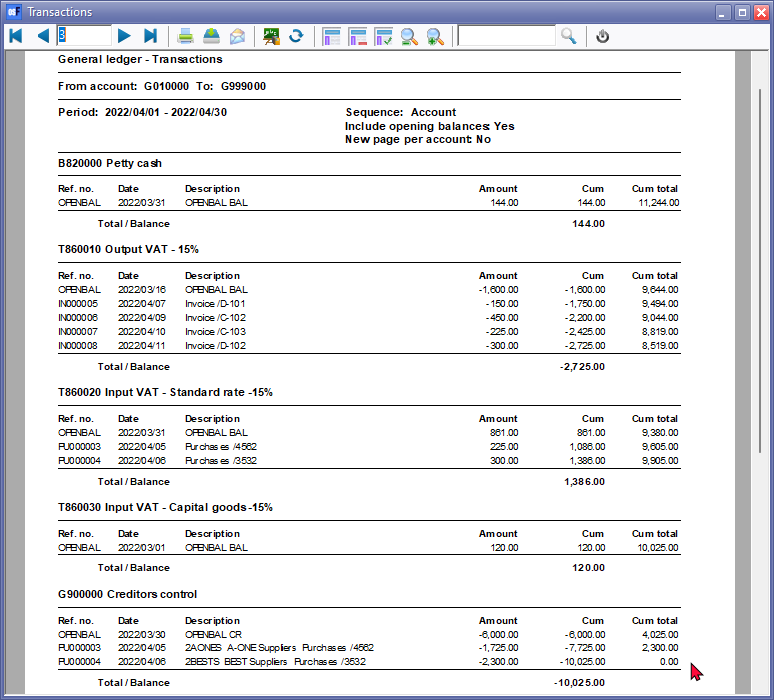 Transactions
3
General ledger - Transactions
From account: G010000 To: G999000
Period: 2022/04/01 - 2022/04/30 Sequence: Account
Include opening balances: Yes
New page per account: No
B820000 Petty cash
Ref. no. Date Description Amount Cum Cum total
OPENBAL 2022/03/31 OPENBAL BAL 144.00 144.00 11,244.00
Total / Balance 144.00
T860010 Output VAT - 15%
Ref. no. Date Description Amount Cum Cum total
OPENBAL 2022/03/16 OPENBAL BAL -1,600.00 -1,600.00 9,644.00
IN000005 2022/04/07 Invoice /D-101 -150.00 -1,750.00 9,494.00
IN000006 2022/04/09 Invoice /C-102 -450.00 -2,200.00 9,044.00
IN000007 2022/04/10 Invoice /C-103 -225.00 -2,425.00 8,819.00
IN000008 2022/04/11 Invoice /D-102 -300.00 -2,725.00 8,519.00
Total / Balance -2,725.00
T860020 Input VAT - Standard rate -15%
Ref. no. Date Description Amount Cum Cum total
OPENBAL 2022/03/31 OPENBAL BAL 861.00 861.00 9,380.00
PU000003 2022/04/05 Purchases /4562 225.00 1,086.00 9,605.00
PU000004 2022/04/06 Purchases /3532 300.00 1,386.00 9,905.00
Total / Balance 1,386.00
T860030 Input VAT - Capital goods -15%
Ref. no. Date Description Amount Cum Cum total
OPENBAL 2022/03/01 OPENBAL BAL 120.00 120.00 10,025.00
Total / Balance 120.00
G900000 Creditors control
Ref. no. Date Description Amount Cum Cum total
OPENBAL 2022/03/30 OPENBAL CR -6,000.00 -6,000.00 4,025.00
PU000003 2022/04/05 2AONES A-ONE Suppliers Purchases /4562 -1,725.00 -7,725.00 2,300.00
PU000004 2022/04/06 2BESTS BEST Suppliers Purchases /3532 -2,300.00 -10,025.00 0.00
Total / Balance -10,025.00